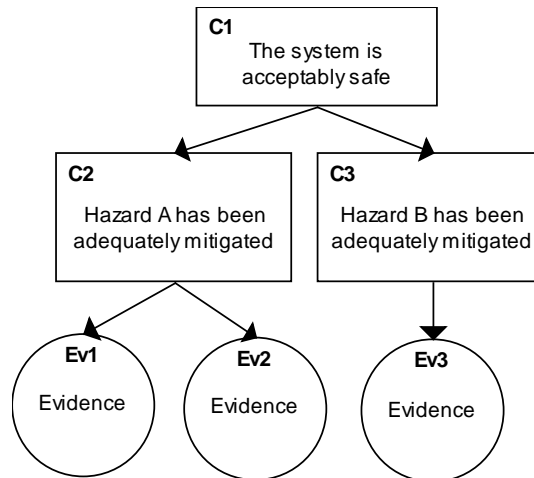 C1
The system is
acceptably safe
C2
Hazard A has been
adequately mitigated
C3
Hazard B has been
adequately mitigated
Ev1
Evidence
Ev2
Evidence
Ev3
Evidence